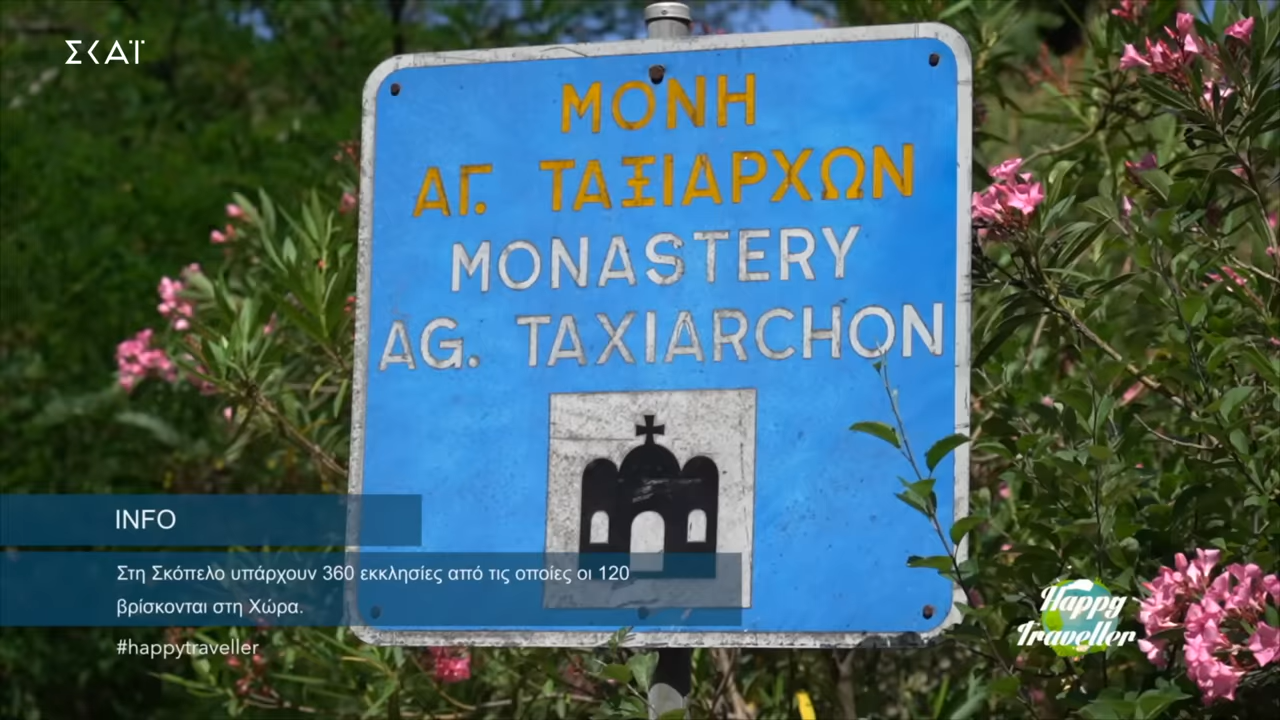 ΣΚΑΪ
ΜΟΝΗ
ΑΓ. ΤΑΞΙΑΡΧΩΝ
MONASTERY
AG. TAXIARCHON
INFO
Στη Σκόπελο υπάρχουν 360 εκκλησίες από τις οποίες οι 120
βρίσκονται στη Χώρα.
#happytraveller
Happy
Traveller